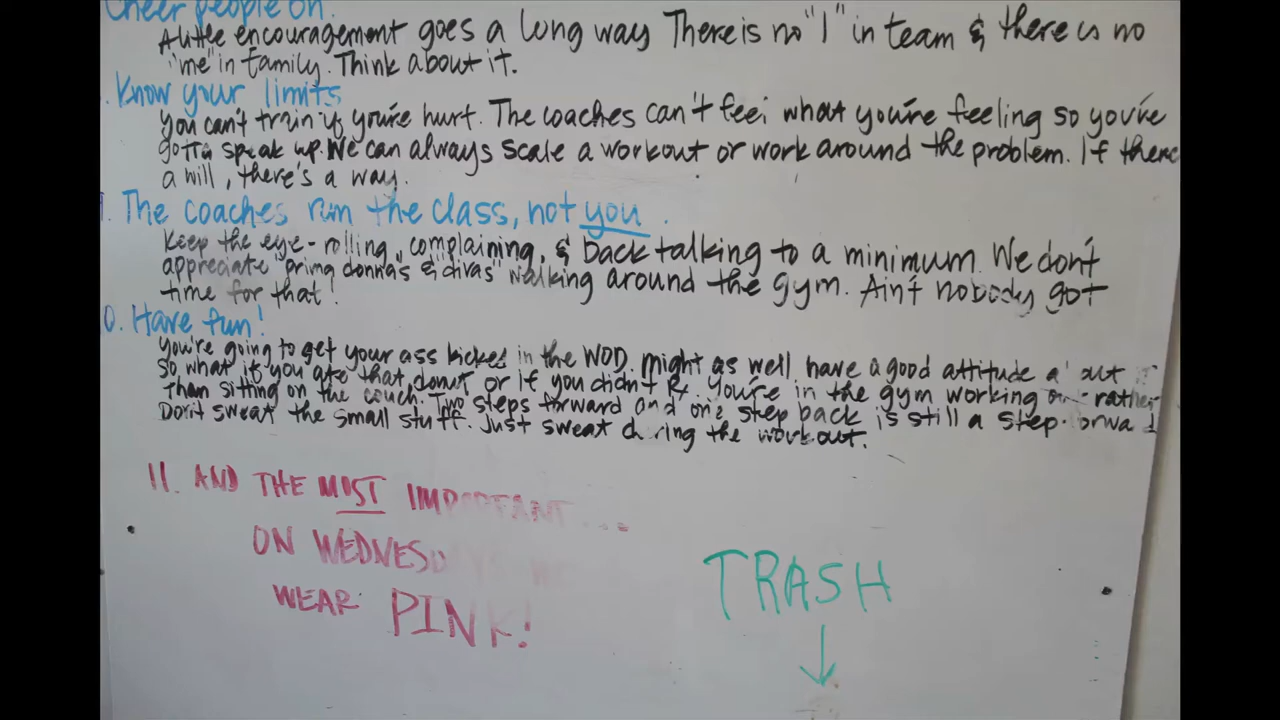 Cheer people on.
A little encouragement goes a long way There is no "I" in team & there is no
"me" in family. Think about it.
. Know your limits
You can't train if you're hurt. The coaches can't feel what you're feeling so you've
gotta speak up. We can always scale a workout or work around the problem. If there
a will, there's a way.
. The coaches run the class, not you.
Keep the eye-rolling, complaining, & back talking to a minimum. We don't
appreciate "prima donna's & divas" walking around the gym. Ain't nobody got
time for that!
0. Have fun!
You're going to get your ass kicked in the WOD. Might as well have a good attitude about it
So what if you ate that donut or if you didn't Rx. You're in the gym working out rather
Than sitting on the couch. Two steps forward and one step back is still a step forward
Don't sweat the small stuff. Just sweat during the workout.
11. AND THE MOST IMPORTANT...
ON WEDNESDAYS WE
WEAR PINK!
TRASH
↓